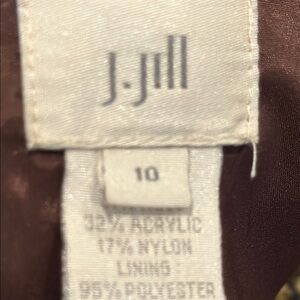 J.Jill
10
32% ACRYLIC
17% NYLON
LINING
95% POLYESTER